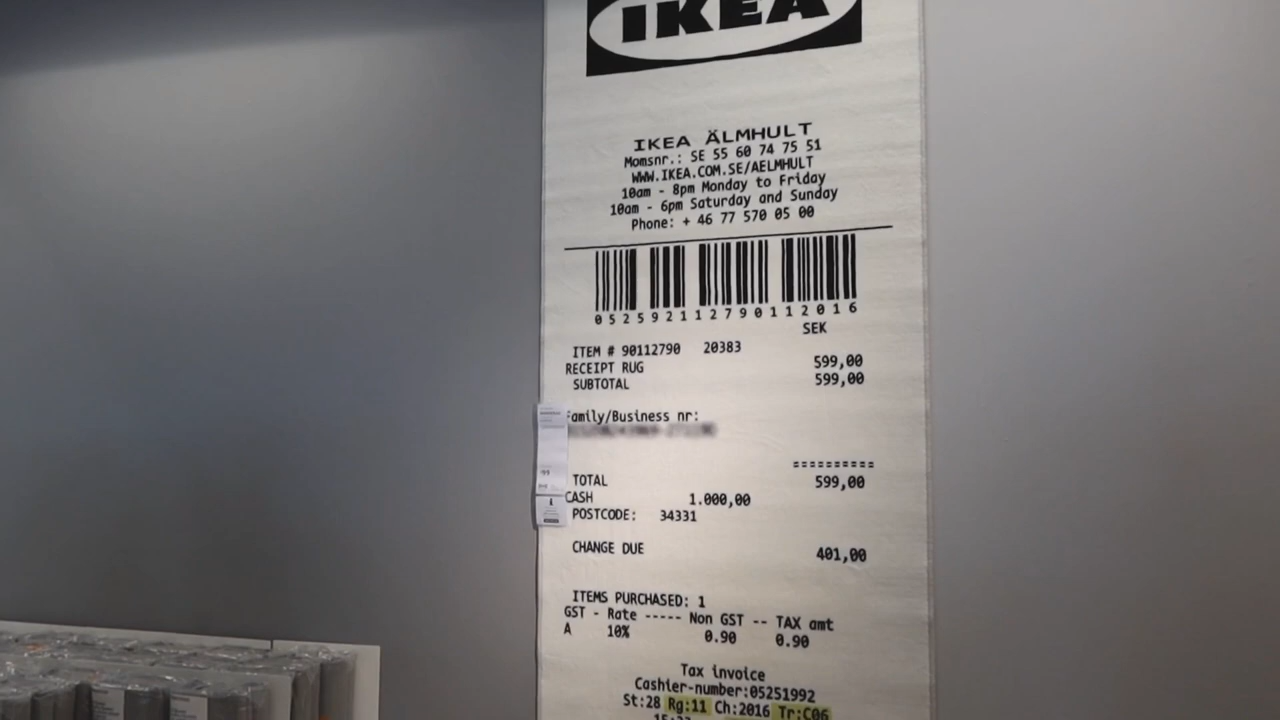 IKEA
IKEA ÄLMHULT
Momsnr.: SE 55 60 74 75 51
WWW.IKEA.COM.SE/AELMHULT
10am - 8pm Monday to Friday
10am - 6pm Saturday and Sunday
Phone: + 46 77 570 05 00
052592112790112016
SEK
ITEM # 90112790 20383
RECEIPT RUG 599,00
SUBTOTAL 599,00
Family/Business nr:
==========
TOTAL 599,00
CASH 1.000,00
POSTCODE: 34331
CHANGE DUE 401,00
ITEMS PURCHASED: 1
GST - Rate ----- Non GST -- TAX amt
A 10% 0.90 0.90
Tax invoice
Cashier-number:05251992
St:28 Rg:11 Ch:2016 Tr:C06